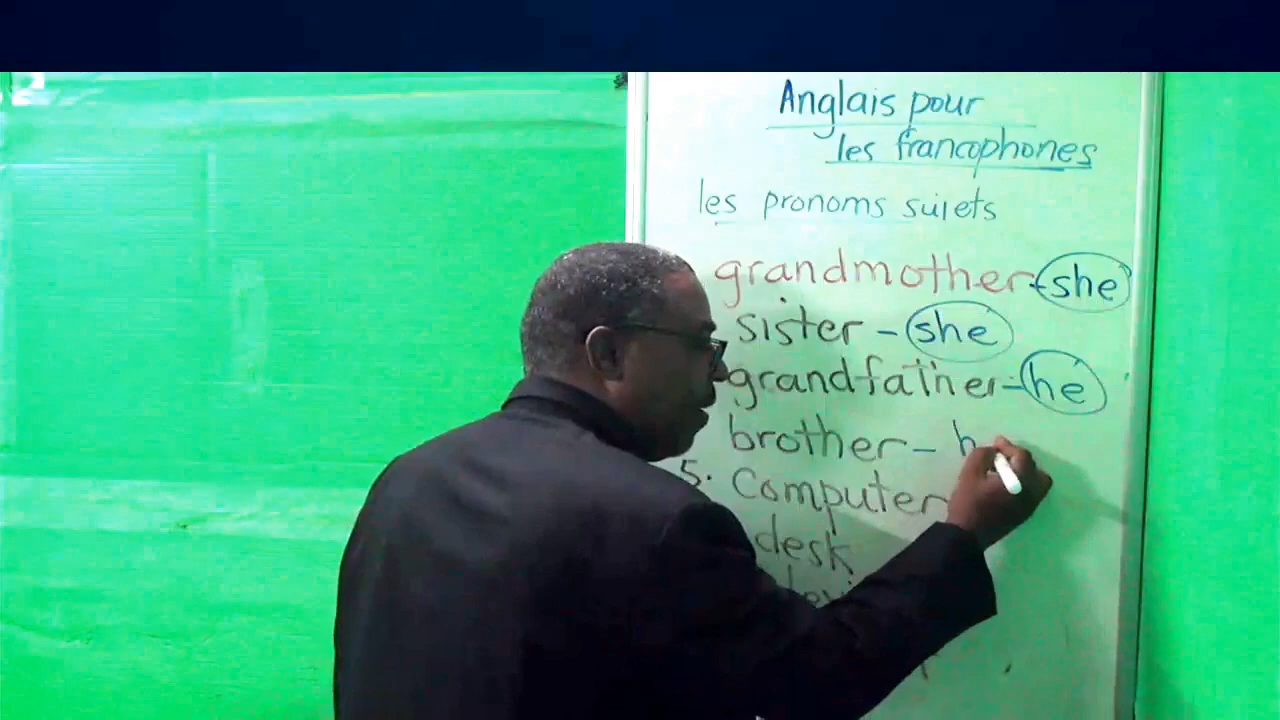 Anglais pour
les francophones
les pronoms sujets
grandmother-she
sister - she
grandfather-he
brother - h
5. Computer
desk